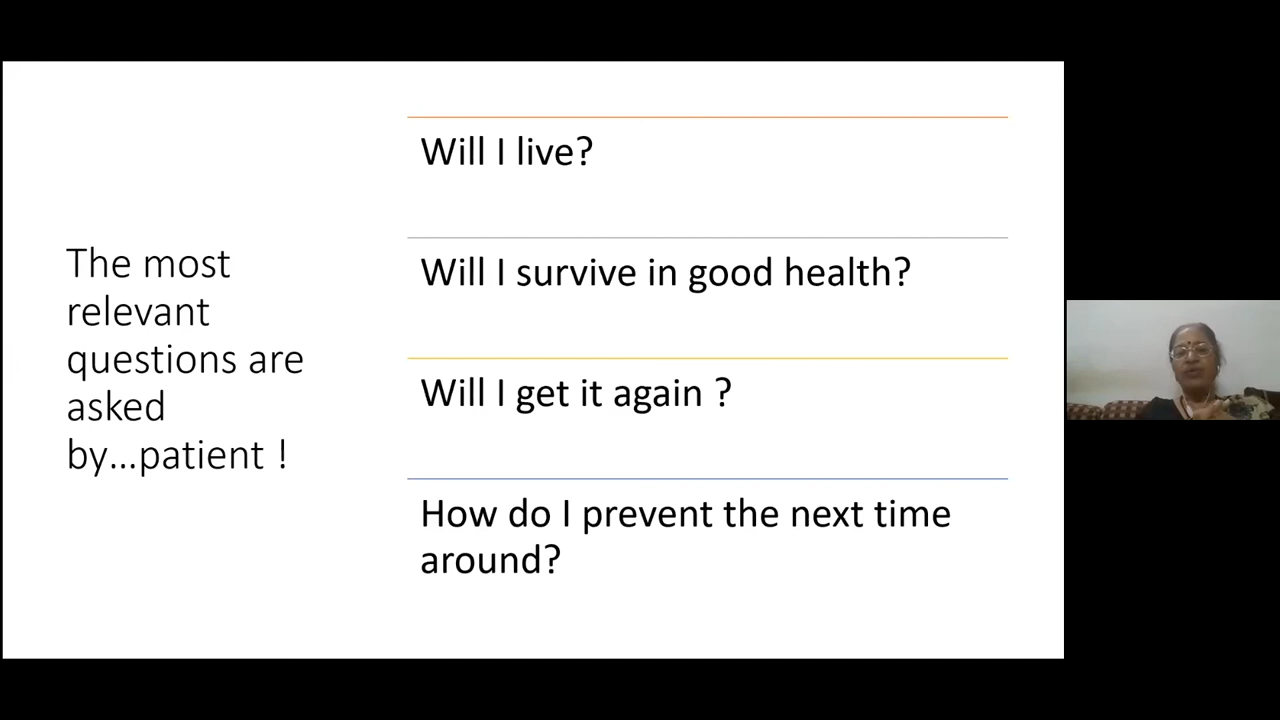 The most
relevant
questions are
asked
by...patient !
Will I live?
Will I survive in good health?
Will I get it again ?
How do I prevent the next time
around?